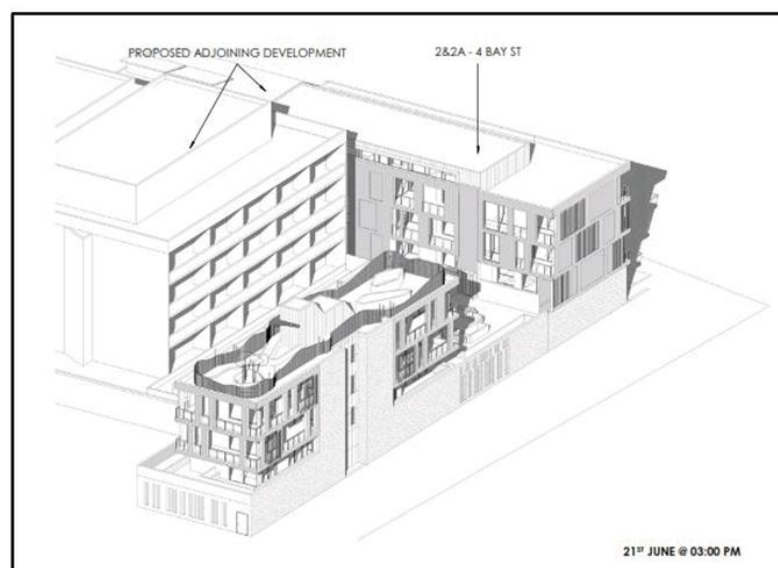 PROPOSED ADJOINING DEVELOPMENT
2&2A - 4 BAY ST
21ST JUNE @ 03:00 PM